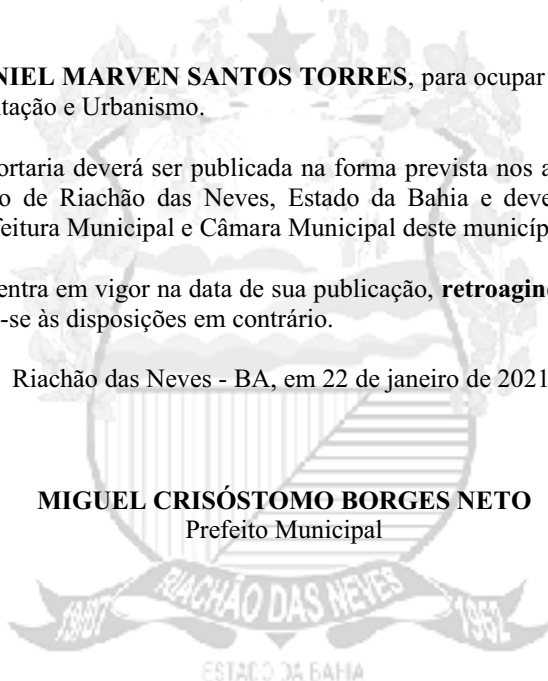 NIEL MARVEN SANTOS TORRES, para ocupar
tação e Urbanismo.
ortaria deverá ser publicada na forma prevista nos a
o de Riachão das Neves, Estado da Bahia e deve
feitura Municipal e Câmara Municipal deste municíp
entra em vigor na data de sua publicação, retroagind
-se às disposições em contrário.
Riachão das Neves - BA, em 22 de janeiro de 2021
MIGUEL CRISÓSTOMO BORGES NETO
Prefeito Municipal
RIACHÃO DAS NEVES
1962
ESTADO DA BAHIA